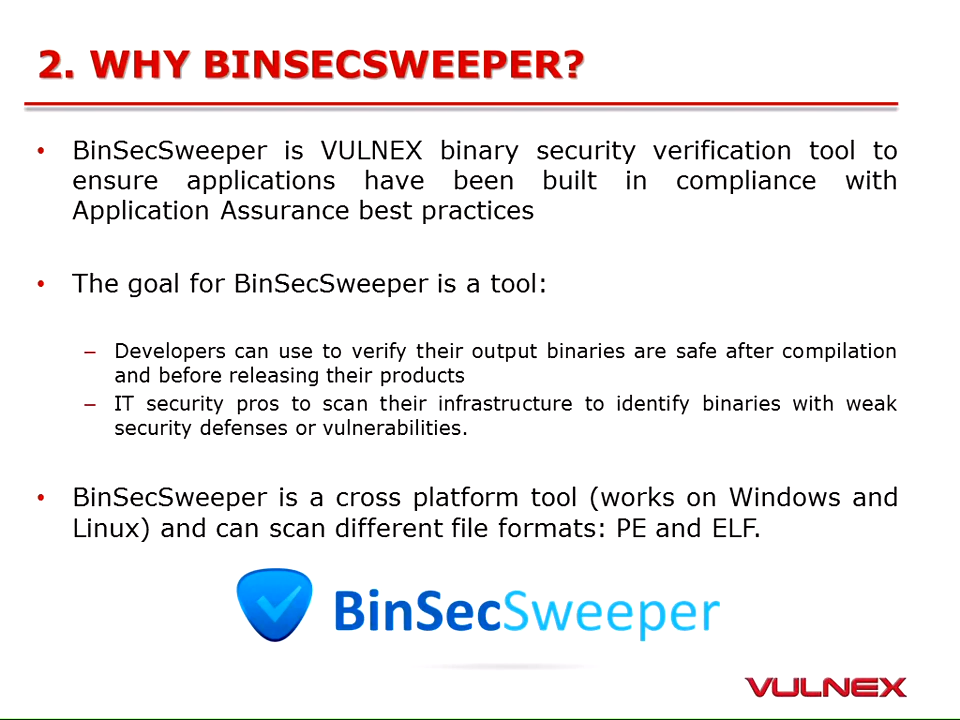 2. WHY BINSECSWEEPER?
• BinSecSweeper is VULNEX binary security verification tool to
ensure applications have been built in compliance with
Application Assurance best practices
• The goal for BinSecSweeper is a tool:
– Developers can use to verify their output binaries are safe after compilation
and before releasing their products
– IT security pros to scan their infrastructure to identify binaries with weak
security defenses or vulnerabilities.
• BinSecSweeper is a cross platform tool (works on Windows and
Linux) and can scan different file formats: PE and ELF.
BinSecSweeper
VULNEX